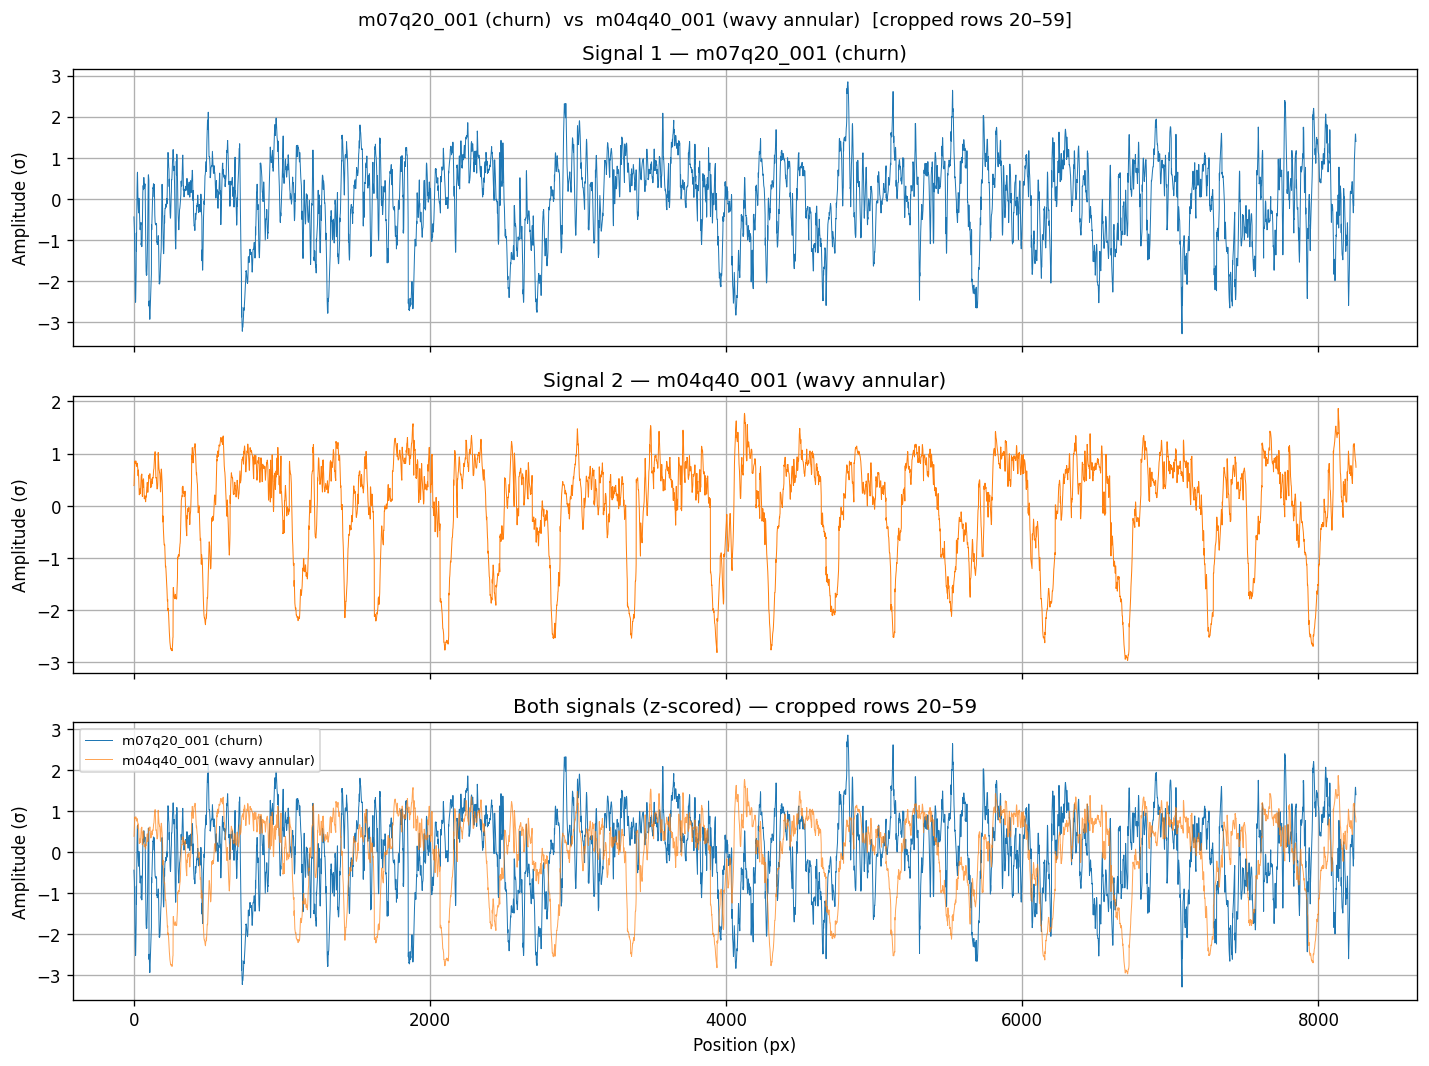 m07q20_001 (churn)  vs  m04q40_001 (wavy annular)  [cropped rows 20–59]
Signal 1 — m07q20_001 (churn)
Amplitude (σ)
3
2
1
0
−1
−2
−3
Signal 2 — m04q40_001 (wavy annular)
Amplitude (σ)
2
1
0
−1
−2
−3
Both signals (z-scored) — cropped rows 20–59
m07q20_001 (churn)
m04q40_001 (wavy annular)
Amplitude (σ)
3
2
1
0
−1
−2
−3
0 2000 4000 6000 8000
Position (px)